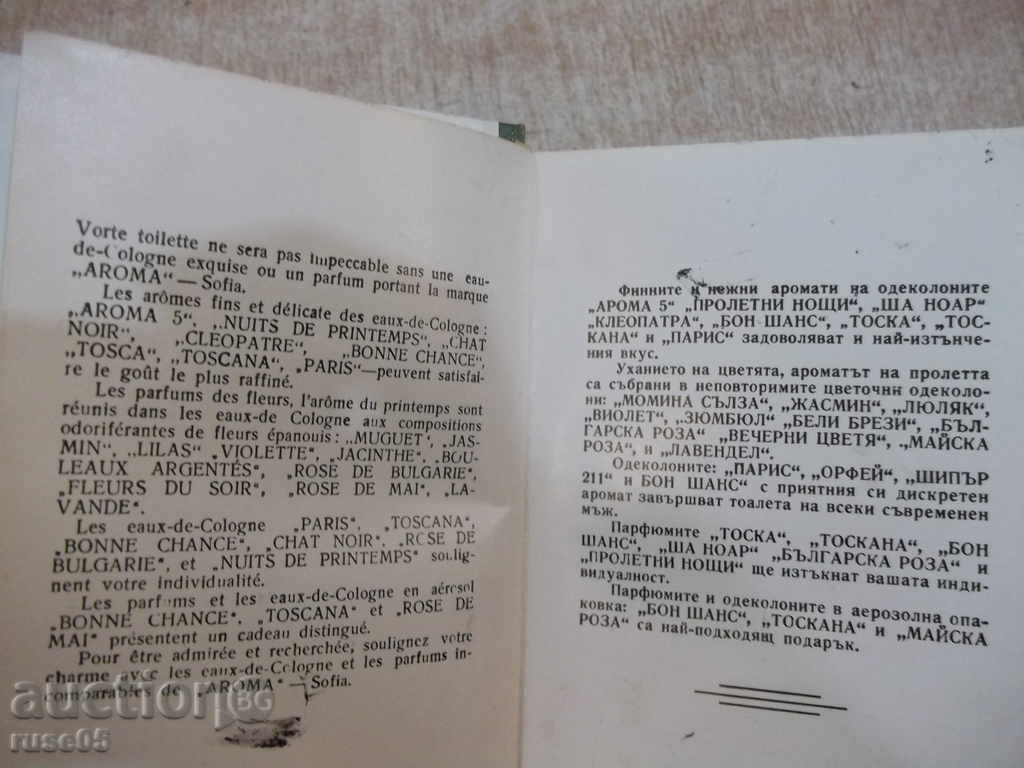 Vorte toilette ne sera pas impeccable sans une eau-
de-Cologne exquise ou un parfum portant la marque
„AROMA“—Sofia.
Les arômes fins et délicate des eaux-de-Cologne:
„AROMA 5“, „NUITS DE PRINTEMPS“, „CHAT
NOIR“, „CLÉOPATRE“, „BONNE CHANCE“,
„TOSCA“, „TOSCANA“, „PARIS“—peuvent satisfai-
re le goût le plus raffiné.
Les parfums des fleurs, l'arôme du printemps sont
réunis dans les eaux-de Cologne aux compositions
odoriférantes de fleurs épanouis: „MUGUET“, „JAS-
MIN“, „LILAS“ „VIOLETTE“, „JACINTHE“, „BOU-
LEAUX ARGENTÉS“, „ROSE DE BULGARIE“,
„FLEURS DU SOIR“, „ROSE DE MAI“, „LA-
VANDE“.
Les eaux-de-Cologne „PARIS“, „TOSCANA“,
„BONNE CHANCE“, „CHAT NOIR“, „ROSE DE
BULGARIE“, et „NUITS DE PRINTEMPS“ soulig-
nent votre individualité.
Les parfums et les eaux-de-Cologne en aérosol
„BONNE CHANCE“, „TOSCANA“ et „ROSE DE
MAI“ présentent un cadeau distingué.
Pour être admirée et recherchée, soulignez votre
charme avec les eaux-de-Cologne et les parfums in-
comparables de „AROMA“ — Sofia.
Финните и нежни аромати на одеколоните
„АРОМА 5“ „ПРОЛЕТНИ НОЩИ“, „ША НОАР“
„КЛЕОПАТРА“, „БОН ШАНС“, „ТОСКА“, „ТОС-
КАНА“ и „ПАРИС“ задоволяват и най-изтънче-
ния вкус.
Уханието на цветята, ароматът на пролетта
са събрани в неповторимите цветочни одеколо-
ни: „МОМИНА СЪЛЗА“, „ЖАСМИН“, „ЛЮЛЯК“,
„ВИОЛЕТ“, „ЗЮМБЮЛ“ „БЕЛИ БРЕЗИ“, „БЪЛ-
ГАРСКА РОЗА“ „ВЕЧЕРНИ ЦВЕТЯ“, „МАЙСКА
РОЗА“, и „ЛАВЕНДЕЛ“.
Одеколоните: „ПАРИС“, „ОРФЕЙ“, „ШИПЪР
211“ и БОН ШАНС“ с приятния си дискретен
аромат завършват тоалета на всеки съвременен
мъж.
Парфюмите „ТОСКА“, „ТОСКАНА“, „БОН
ШАНС“, „ША НОАР“ „БЪЛГАРСКА РОЗА“ и
„ПРОЛЕТНИ НОЩИ“ ще изтъкнат вашата инди-
видуалност.
Парфюмите и одеколоните в аерозолна опа-
ковка: „БОН ШАНС“, „ТОСКАНА“ и „МАЙСКА
РОЗА“ са най-подходящ подарък.
auction BG
ruse05